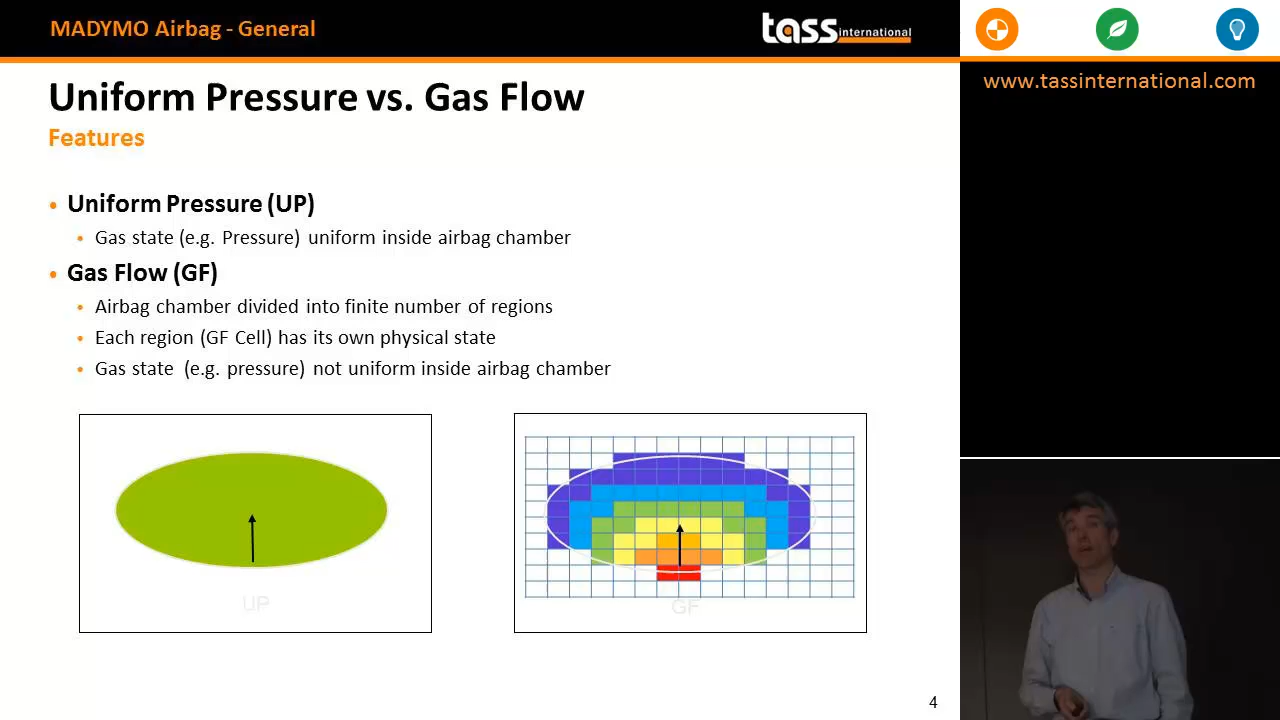 MADYMO Airbag - General
tass international
www.tassinternational.com
Uniform Pressure vs. Gas Flow
Features
• Uniform Pressure (UP)
• Gas state (e.g. Pressure) uniform inside airbag chamber
• Gas Flow (GF)
• Airbag chamber divided into finite number of regions
• Each region (GF Cell) has its own physical state
• Gas state (e.g. pressure) not uniform inside airbag chamber
UP
GF
4